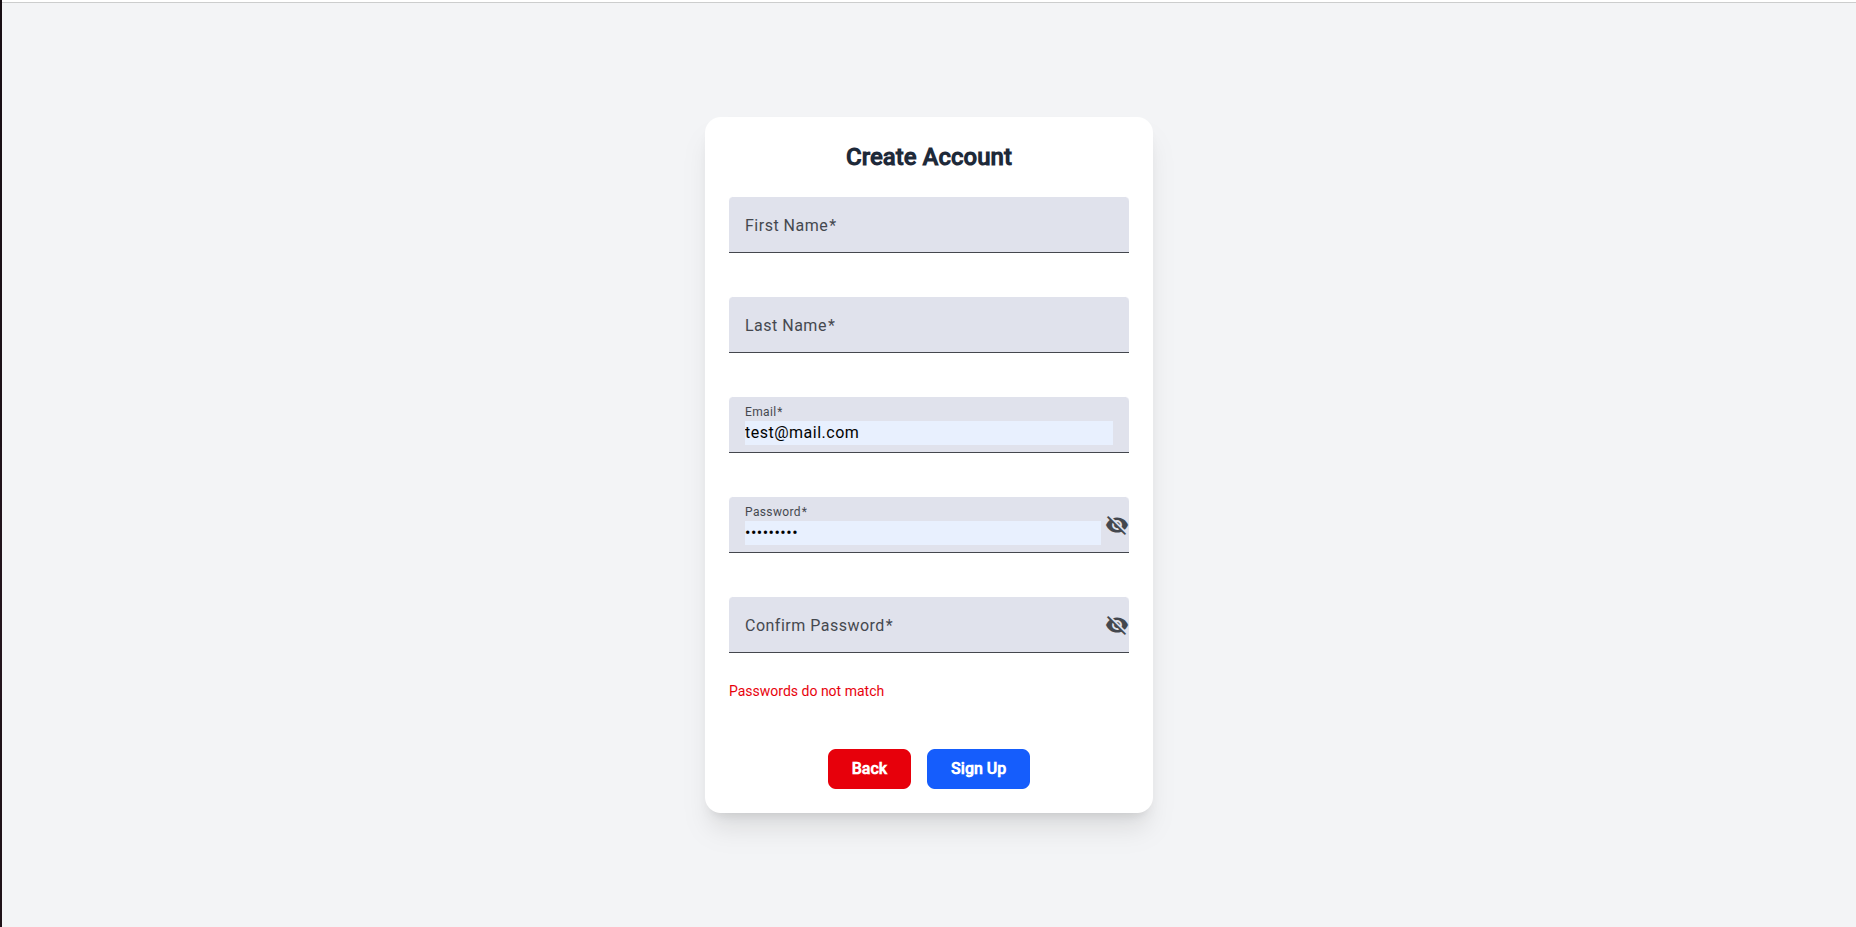 Create Account
First Name*
Last Name*
Email*
test@mail.com
Password*
•••••••••
Confirm Password*
Passwords do not match
Back
Sign Up